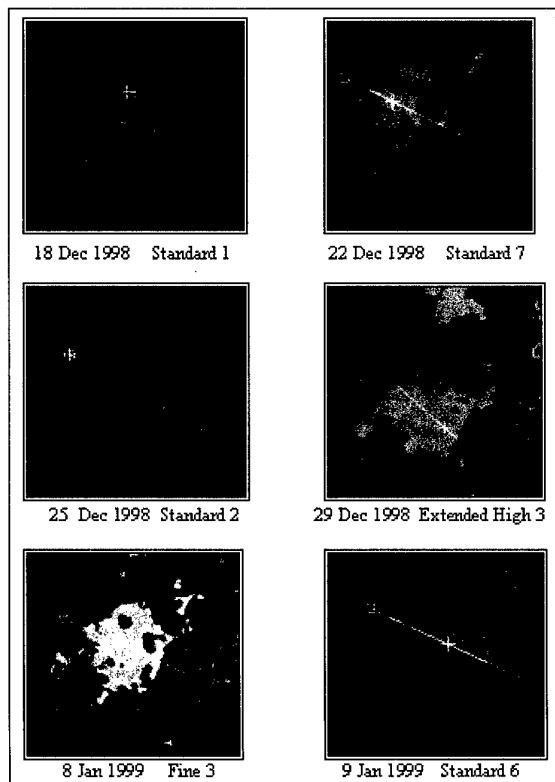 18 Dec 1998 Standard 1
22 Dec 1998 Standard 7
25 Dec 1998 Standard 2
29 Dec 1998 Extended High 3
8 Jan 1999 Fine 3
9 Jan 1999 Standard 6